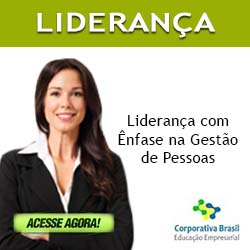 LIDERANÇA
Liderança com
Ênfase na Gestão
de Pessoas
ACESSE AGORA!
Corporativa Brasil
Educação Empresarial